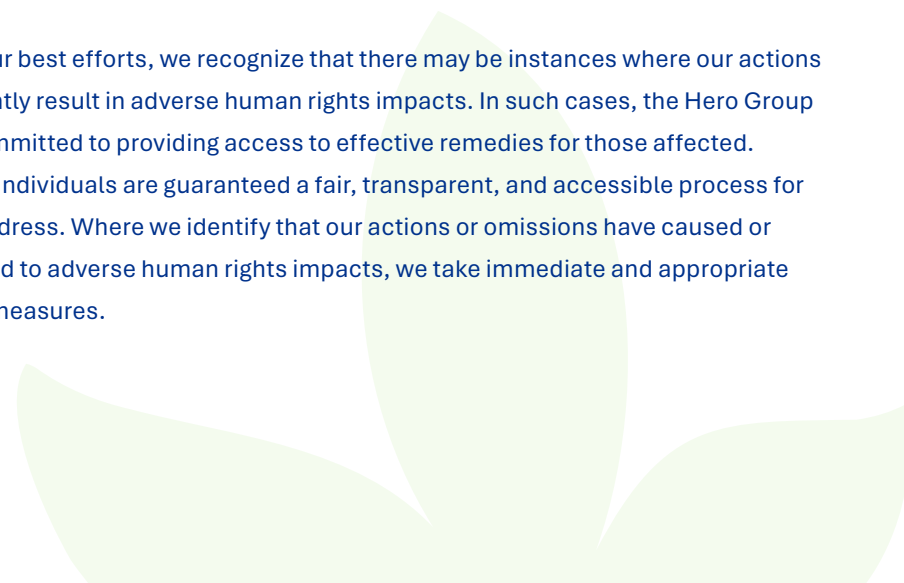 r best efforts, we recognize that there may be instances where our actions
tly result in adverse human rights impacts. In such cases, the Hero Group
mitted to providing access to effective remedies for those affected.
ndividuals are guaranteed a fair, transparent, and accessible process for
dress. Where we identify that our actions or omissions have caused or
d to adverse human rights impacts, we take immediate and appropriate
measures.